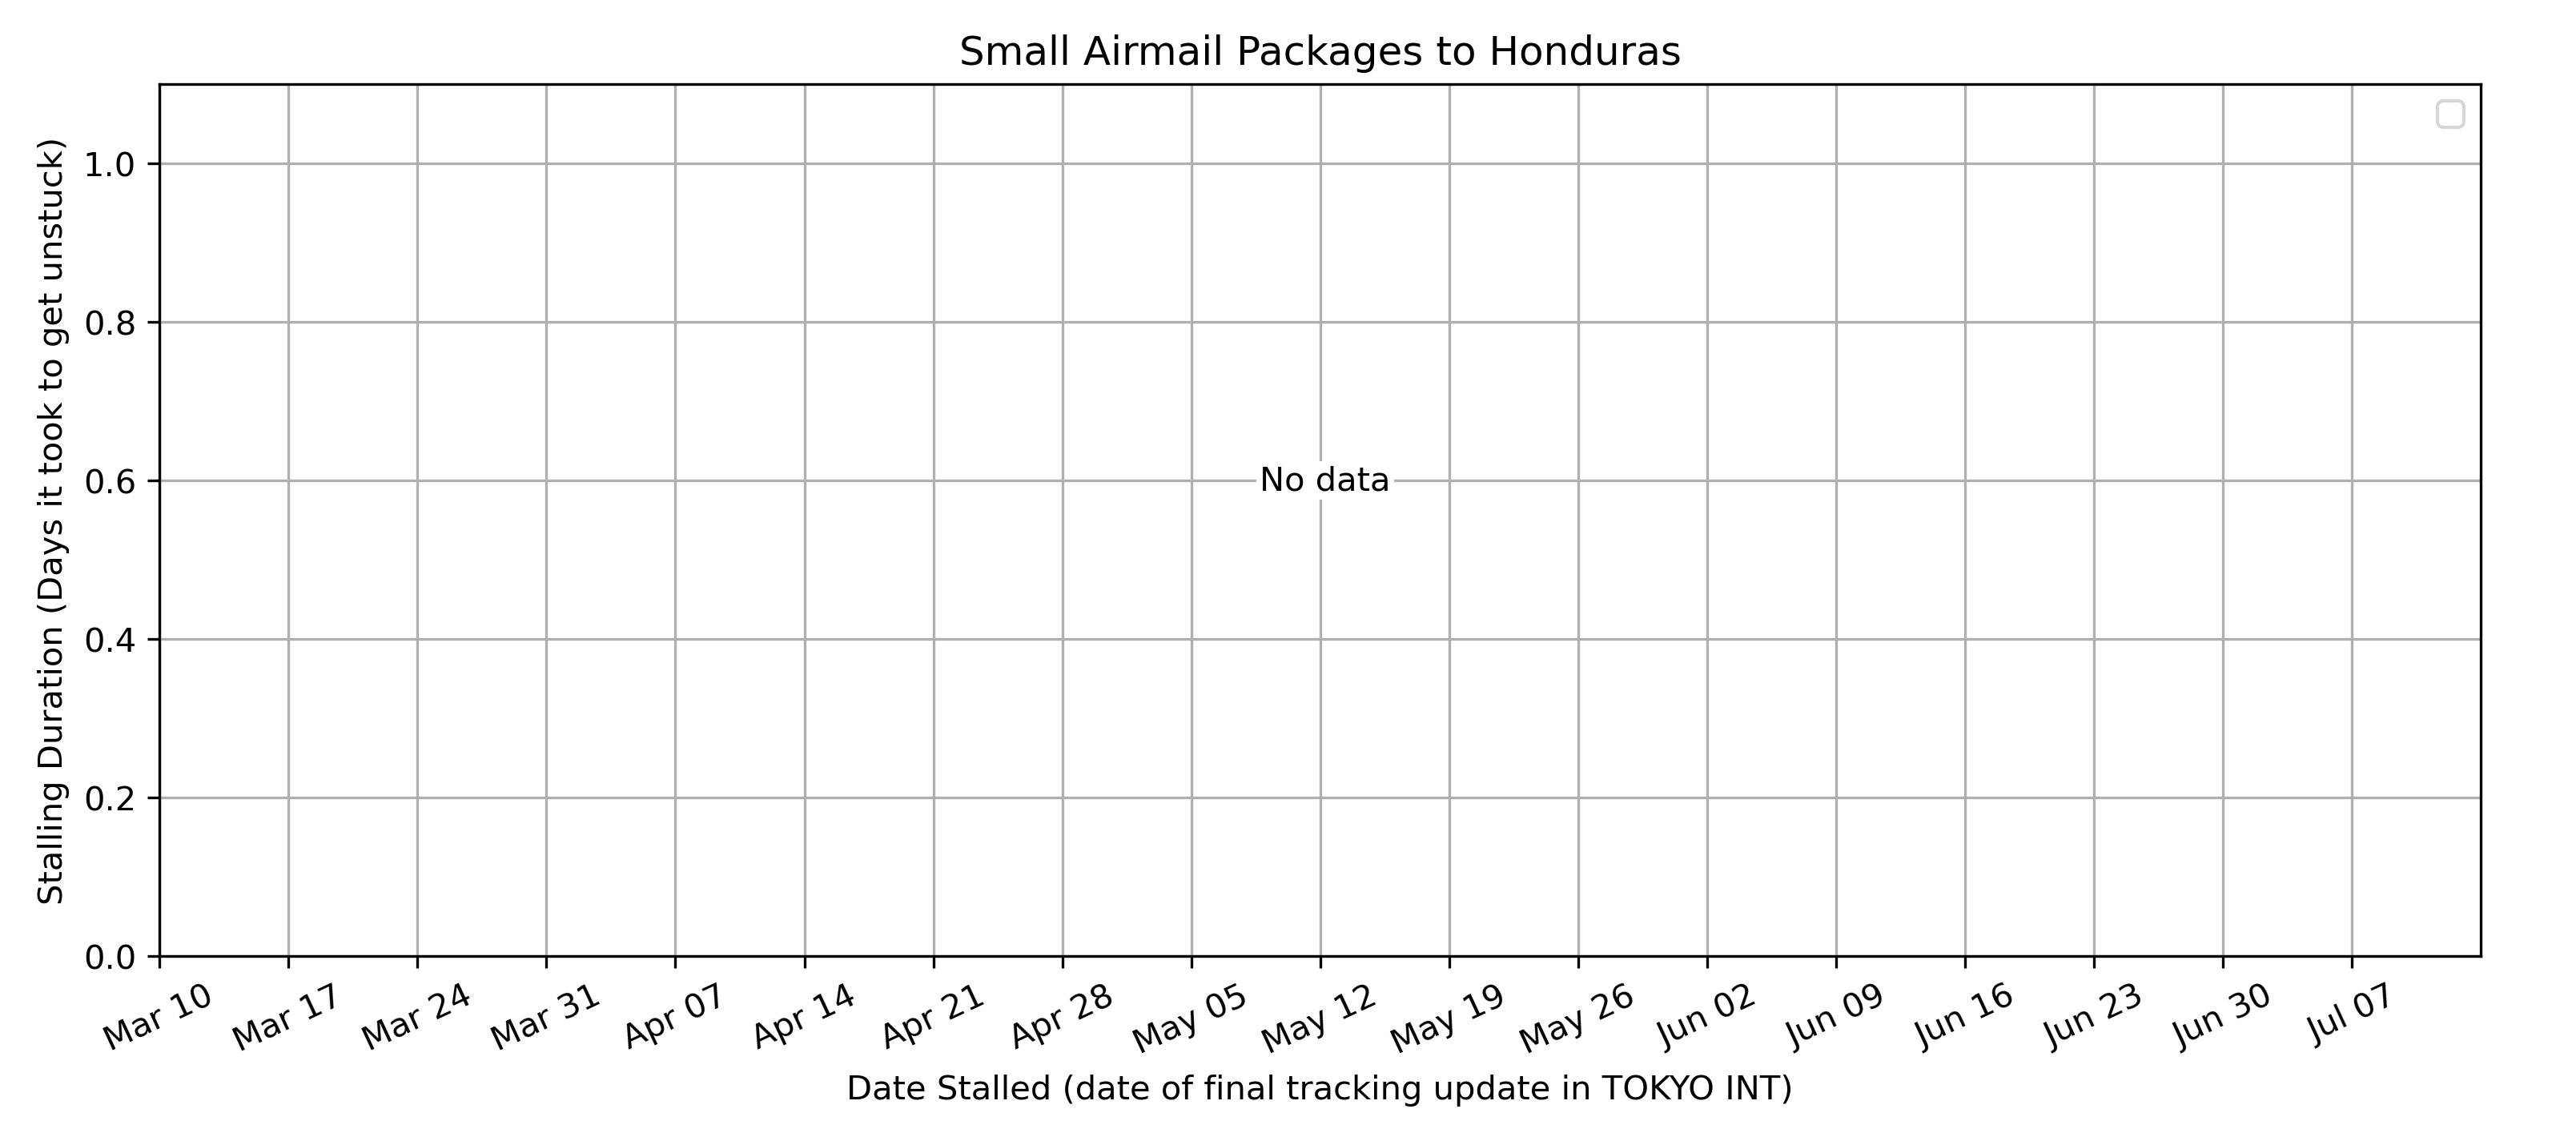 Small Airmail Packages to Honduras
Stalling Duration (Days it took to get unstuck)
1.0
0.8
0.6
0.4
0.2
0.0
No data
Mar 10
Mar 17
Mar 24
Mar 31
Apr 07
Apr 14
Apr 21
Apr 28
May 05
May 12
May 19
May 26
Jun 02
Jun 09
Jun 16
Jun 23
Jun 30
Jul 07
Date Stalled (date of final tracking update in TOKYO INT)